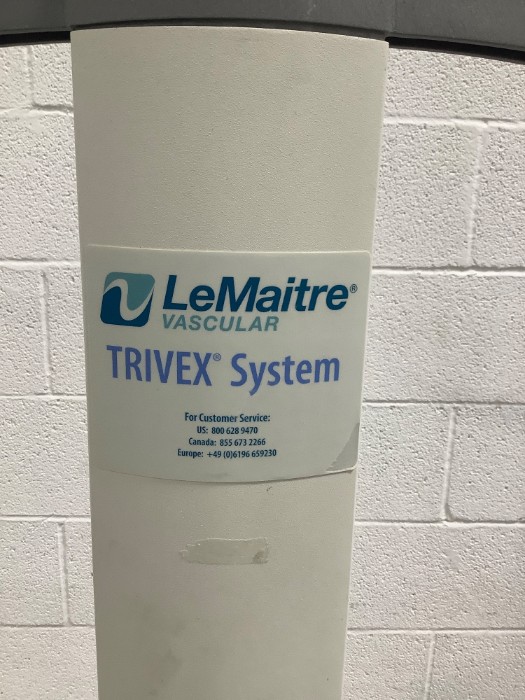 LeMaitre®
VASCULAR
TRIVEX® System
For Customer Service:
US: 800 628 9470
Canada: 855 673 2266
Europe: +49 (0)6196 659230